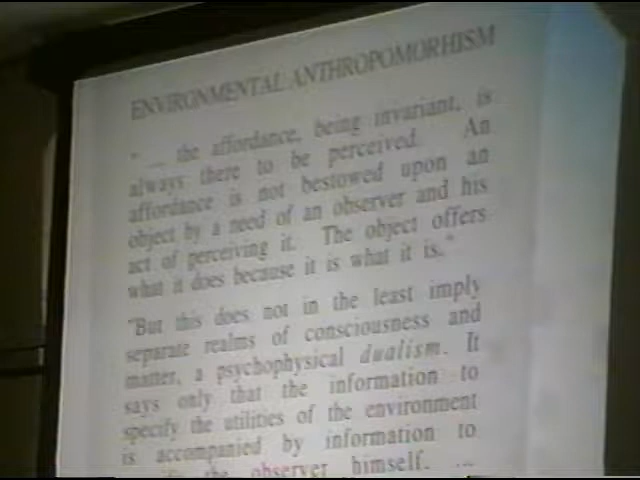 ENVIRONMENTAL ANTHROPOMORHISM
" ... the affordance, being invariant, is
always there to be perceived. An
affordance is not bestowed upon an
object by a need of an observer and his
act of perceiving it. The object offers
what it does because it is what it is."
"But this does not in the least imply
separate realms of consciousness and
matter, a psychophysical dualism. It
says only that the information to
specify the utilities of the environment
is accompanied by information to
the observer himself. ...